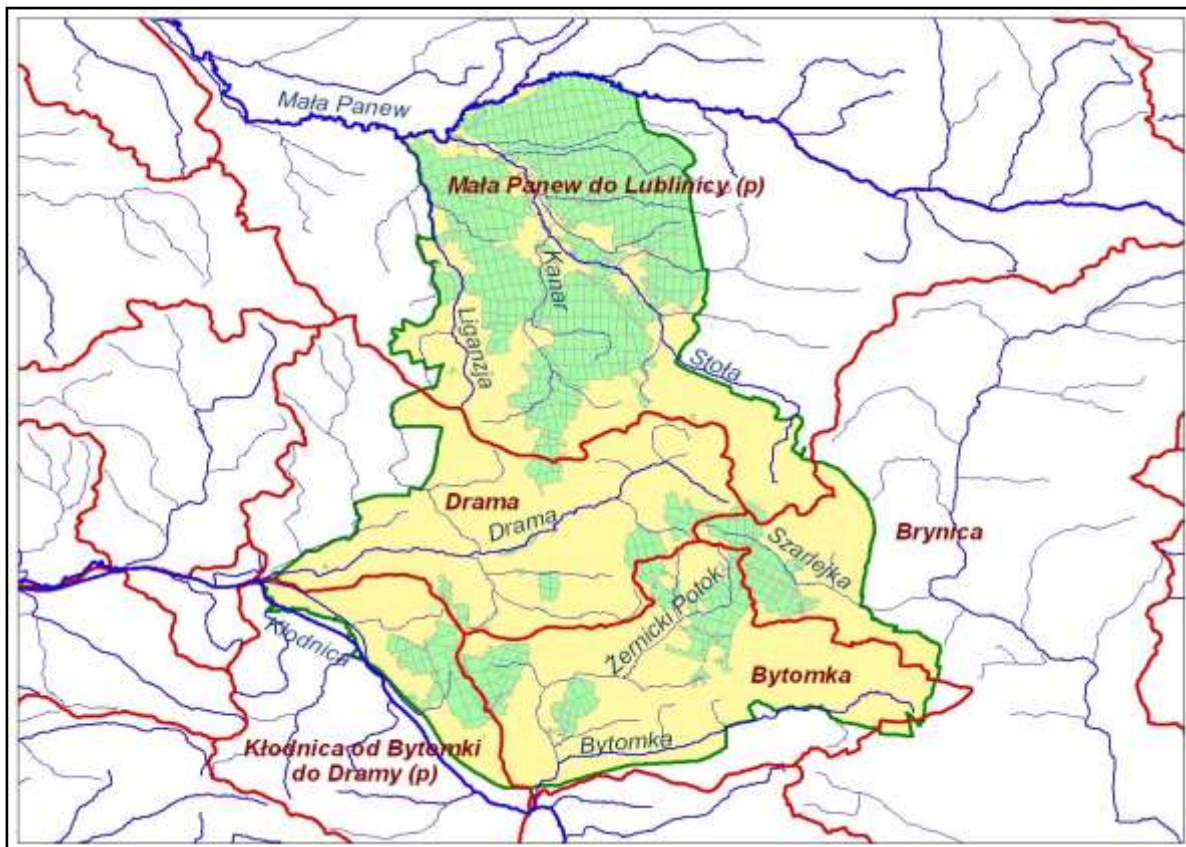 Mała Panew
Mała Panew do Lublinicy (p)
Kanar
Liganzja
Stoła
Drama
Drama
Brynica
Szarlejka
Żernicki Potok
Kłodnica
Bytomka
Bytomka
Kłodnica od Bytomki
do Dramy (p)